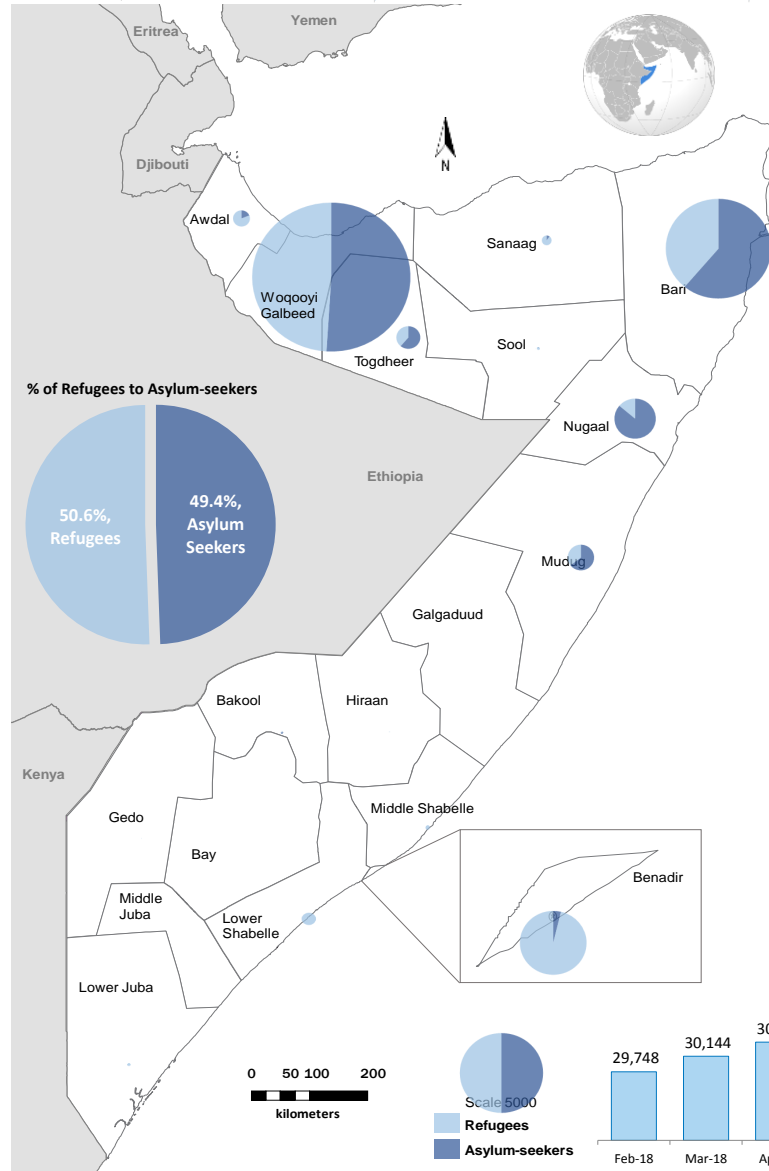 Yemen
Eritrea
Djibouti
N
Awdal
Sanaag
Bari
Woqooyi
Galbeed
Sool
Togdheer
% of Refugees to Asylum-seekers
Nugaal
Ethiopia
50.6%,
Refugees
49.4%,
Asylum
Seekers
Mudug
Galgaduud
Bakool
Hiraan
Kenya
Gedo
Middle Shabelle
Bay
Benadir
Middle
Juba
Lower
Shabelle
Lower Juba
0 50 100 200
kilometers
Scale 5000
Refugees
Asylum-seekers
29,748
30,144
30
Feb-18
Mar-18
Ap